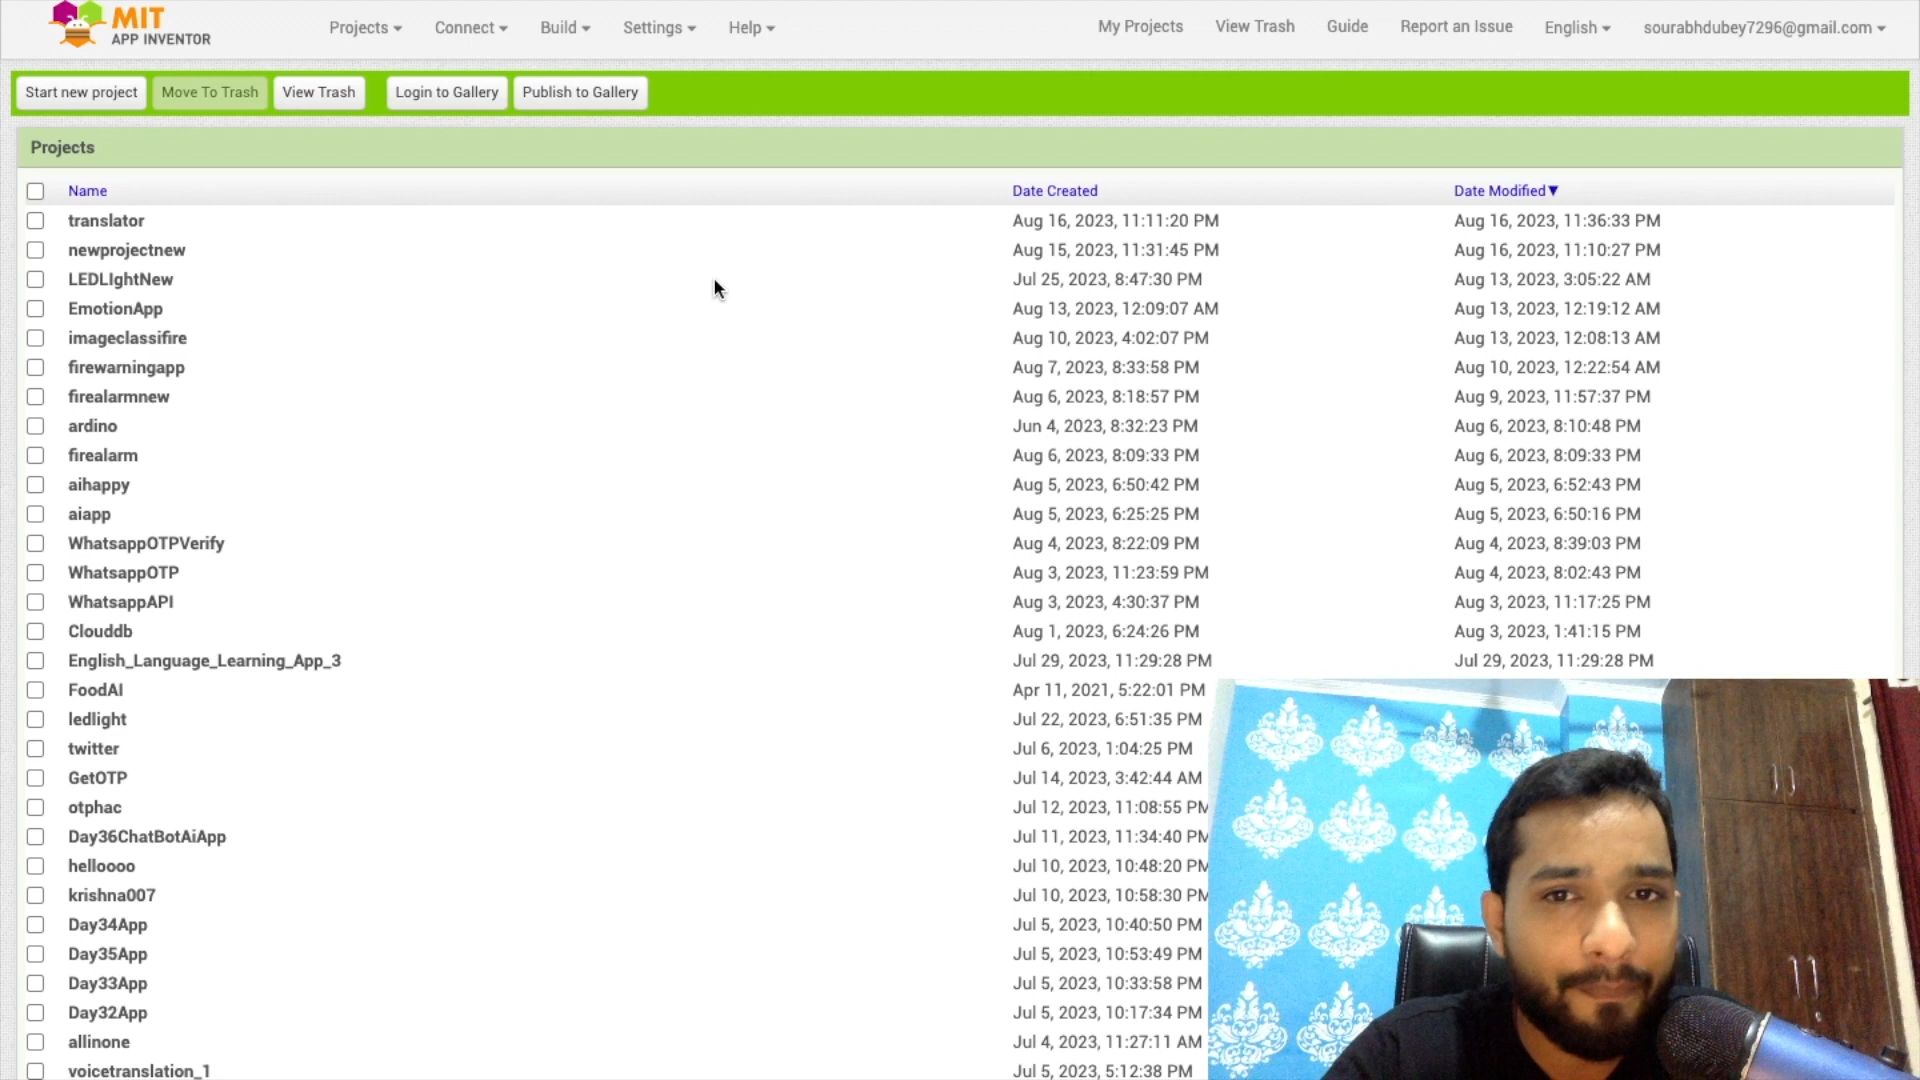 MIT
APP INVENTOR
Projects Connect Build Settings Help My Projects View Trash Guide Report an Issue English sourabhdubey7296@gmail.com
Start new project Move To Trash View Trash Login to Gallery Publish to Gallery
Projects
Name Date Created Date Modified▼
translator Aug 16, 2023, 11:11:20 PM Aug 16, 2023, 11:36:33 PM
newprojectnew Aug 15, 2023, 11:31:45 PM Aug 16, 2023, 11:10:27 PM
LEDLIghtNew Jul 25, 2023, 8:47:30 PM Aug 13, 2023, 3:05:22 AM
EmotionApp Aug 13, 2023, 12:09:07 AM Aug 13, 2023, 12:19:12 AM
imageclassifire Aug 10, 2023, 4:02:07 PM Aug 13, 2023, 12:08:13 AM
firewarningapp Aug 7, 2023, 8:33:58 PM Aug 10, 2023, 12:22:54 AM
firealarmnew Aug 6, 2023, 8:18:57 PM Aug 9, 2023, 11:57:37 PM
ardino Jun 4, 2023, 8:32:23 PM Aug 6, 2023, 8:10:48 PM
firealarm Aug 6, 2023, 8:09:33 PM Aug 6, 2023, 8:09:33 PM
aihappy Aug 5, 2023, 6:50:42 PM Aug 5, 2023, 6:52:43 PM
aiapp Aug 5, 2023, 6:25:25 PM Aug 5, 2023, 6:50:16 PM
WhatsappOTPVerify Aug 4, 2023, 8:22:09 PM Aug 4, 2023, 8:39:03 PM
WhatsappOTP Aug 3, 2023, 11:23:59 PM Aug 4, 2023, 8:02:43 PM
WhatsappAPI Aug 3, 2023, 4:30:37 PM Aug 3, 2023, 11:17:25 PM
Clouddb Aug 1, 2023, 6:24:26 PM Aug 3, 2023, 1:41:15 PM
English_Language_Learning_App_3 Jul 29, 2023, 11:29:28 PM Jul 29, 2023, 11:29:28 PM
FoodAI Apr 11, 2021, 5:22:01 PM
ledlight Jul 22, 2023, 6:51:35 PM
twitter Jul 6, 2023, 1:04:25 PM
GetOTP Jul 14, 2023, 3:42:44 AM
otphac Jul 12, 2023, 11:08:55 PM
Day36ChatBotAiApp Jul 11, 2023, 11:34:40 PM
helloooo Jul 10, 2023, 10:48:20 PM
krishna007 Jul 10, 2023, 10:58:30 PM
Day34App Jul 5, 2023, 10:40:50 PM
Day35App Jul 5, 2023, 10:53:49 PM
Day33App Jul 5, 2023, 10:33:58 PM
Day32App Jul 5, 2023, 10:17:34 PM
allinone Jul 4, 2023, 11:27:11 AM
voicetranslation_1 Jul 5, 2023, 5:12:38 PM